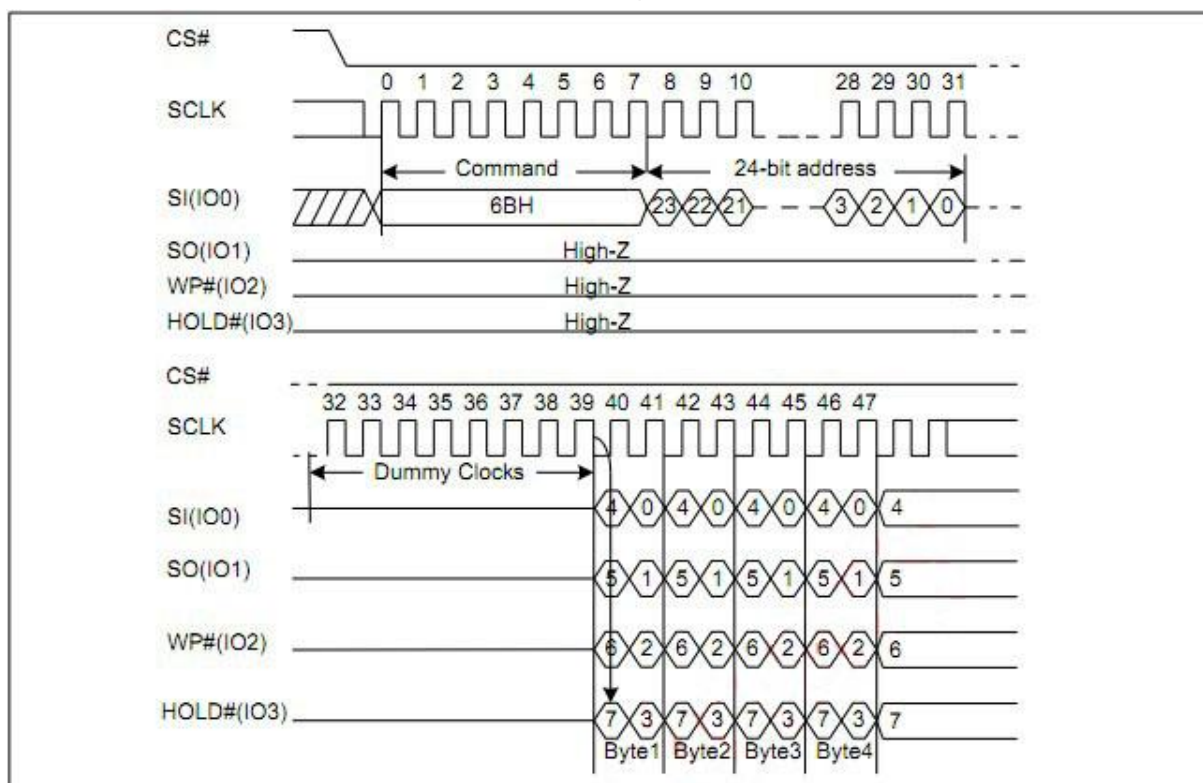 CS#
0 1 2 3 4 5 6 7 8 9 10 28 29 30 31
SCLK
Command 24-bit address
SI(IO0) 6BH 23 22 21 3 2 1 0
SO(IO1) High-Z
WP#(IO2) High-Z
HOLD#(IO3) High-Z
CS#
32 33 34 35 36 37 38 39 40 41 42 43 44 45 46 47
SCLK
Dummy Clocks
SI(IO0) 4 0 4 0 4 0 4 0 4
SO(IO1) 5 1 5 1 5 1 5 1 5
WP#(IO2) 6 2 6 2 6 2 6 2 6
HOLD#(IO3) 7 3 7 3 7 3 7 3 7
Byte1 Byte2 Byte3 Byte4